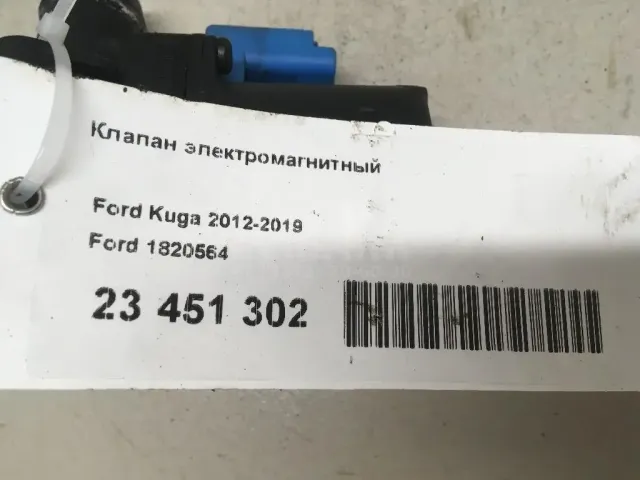 Клапан электромагнитный
Ford Kuga 2012-2019
Ford 1820564
23 451 302